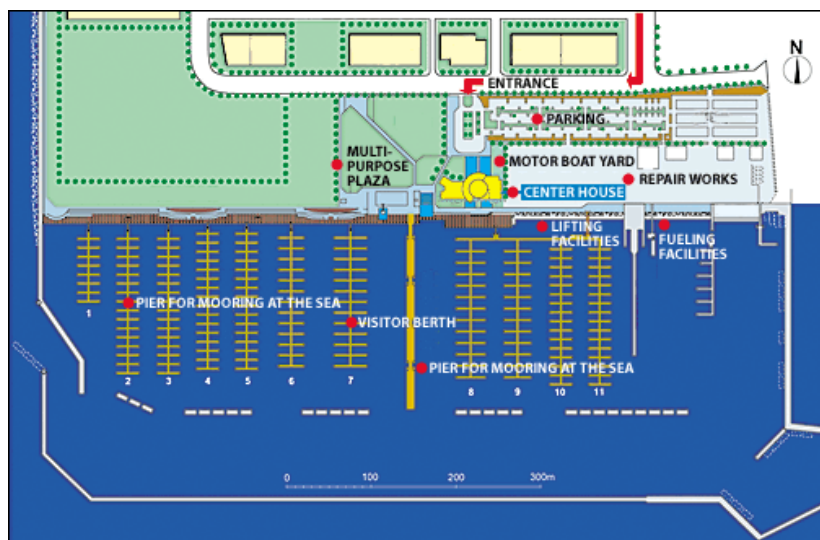 N
ENTRANCE
PARKING
MULTI-
PURPOSE
PLAZA
MOTOR BOAT YARD
REPAIR WORKS
CENTER HOUSE
LIFTING
FACILITIES
FUELING
FACILITIES
PIER FOR MOORING AT THE SEA
VISITOR BERTH
PIER FOR MOORING AT THE SEA
1
2
3
4
5
6
7
8
9
10
11
0
100
200
300m